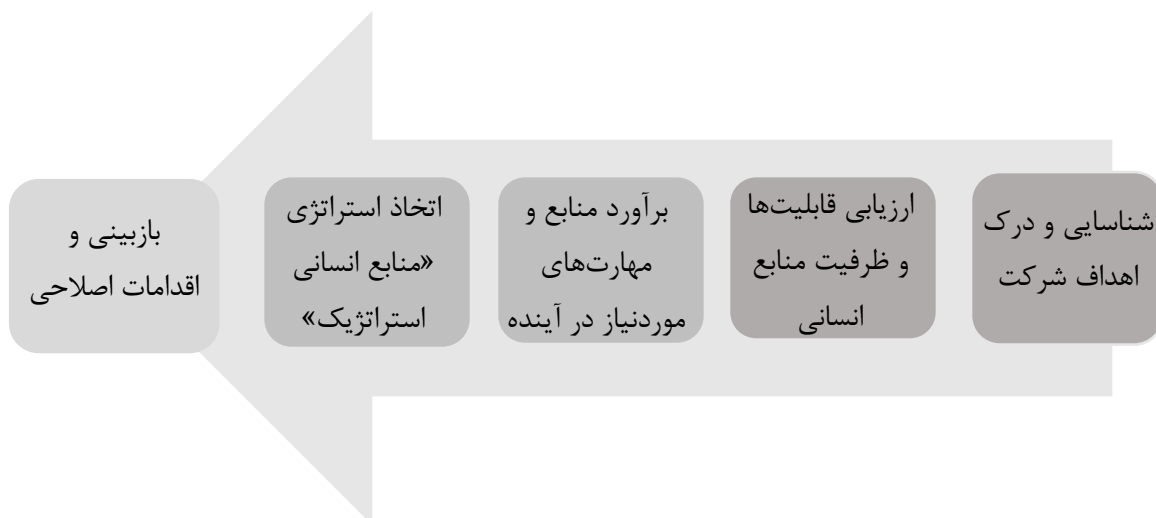 شناسایی و درک
اهداف شرکت
ارزیابی قابلیت‌ها
و ظرفیت منابع
انسانی
برآورد منابع و
مهارت‌های
موردنیاز در آینده
اتخاذ استراتژی
«منابع انسانی
استراتژیک»
بازبینی و
اقدامات اصلاحی